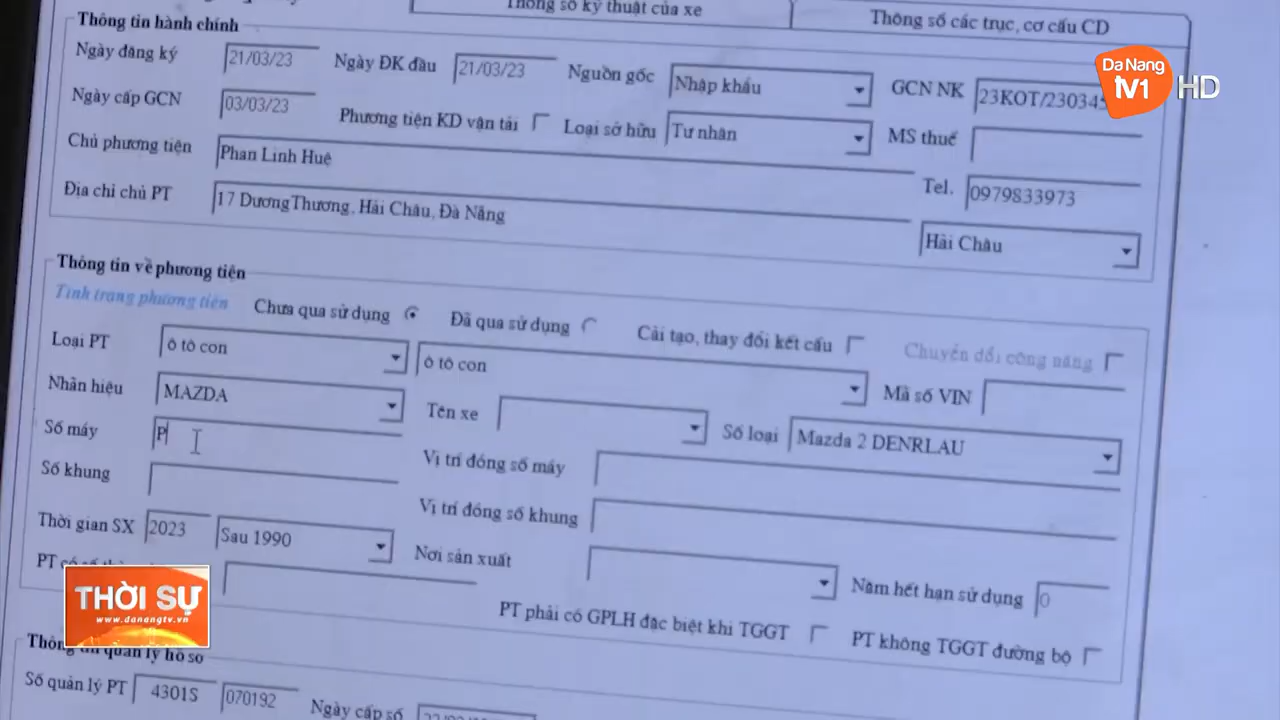 Thông số kỹ thuật của xe
Thông số các trục, cơ cấu CD
Thông tin hành chính
Ngày đăng ký 21/03/23 Ngày ĐK đầu 21/03/23 Nguồn gốc Nhập khẩu GCN NK 23KOT/230345
Ngày cấp GCN 03/03/23 Phương tiện KD vận tải Loại sở hữu Tư nhân MS thuế
Chủ phương tiện Phan Linh Huệ Tel. 0979833973
Địa chỉ chủ PT 17 DươngThương, Hải Châu, Đà Nẵng Hải Châu
Thông tin về phương tiện
Tình trạng phương tiện Chưa qua sử dụng Đã qua sử dụng Cải tạo, thay đổi kết cấu Chuyển đổi công năng
Loại PT ô tô con ô tô con Mã số VIN
Nhãn hiệu MAZDA Tên xe Số loại Mazda 2 DENRLAU
Số máy P Vị trí đóng số máy
Số khung Vị trí đóng số khung
Thời gian SX 2023 Sau 1990 Nơi sản xuất Năm hết hạn sử dụng 0
PT có
PT phải có GPLH đặc biệt khi TGGT PT không TGGT đường bộ
Thông tin quản lý hồ sơ
Số quản lý PT 4301S 070192 Ngày cấp số
Da Nang
TV1 HD
THỜI SỰ
www.danangtv.vn